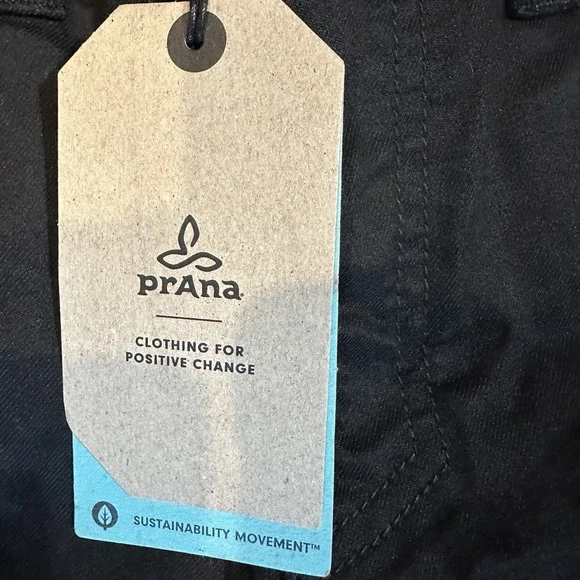 prAna
CLOTHING FOR
POSITIVE CHANGE
SUSTAINABILITY MOVEMENT™